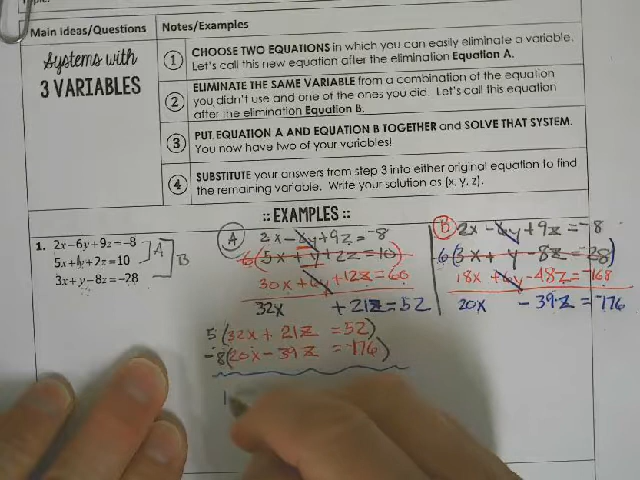 Main Ideas/Questions
Notes/Examples
Systems with
3 VARIABLES
1 CHOOSE TWO EQUATIONS in which you can easily eliminate a variable.
Let's call this new equation after the elimination Equation A.
2 ELIMINATE THE SAME VARIABLE from a combination of the equation
you didn't use and one of the ones you did. Let's call this equation
after the elimination Equation B.
3 PUT EQUATION A AND EQUATION B TOGETHER and SOLVE THAT SYSTEM.
You now have two of your variables!
4 SUBSTITUTE your answers from step 3 into either original equation to find
the remaining variable. Write your solution as (x, y, z).
:: EXAMPLES ::
1. 2x-6y+9z=-8
5x+y+2z=10
3x+y-8z=-28
A
B
A 2x-6y+9z=-8
6(5x+y+2z=10)
30x+6y+12z=60
32x +21z=52
5(32x+21z=52)
-8(20x-39z=-176)
1
B 2x-6y+9z=-8
6(3x+y-8z=-28)
18x+6y-48z=-168
20x -39z=-176